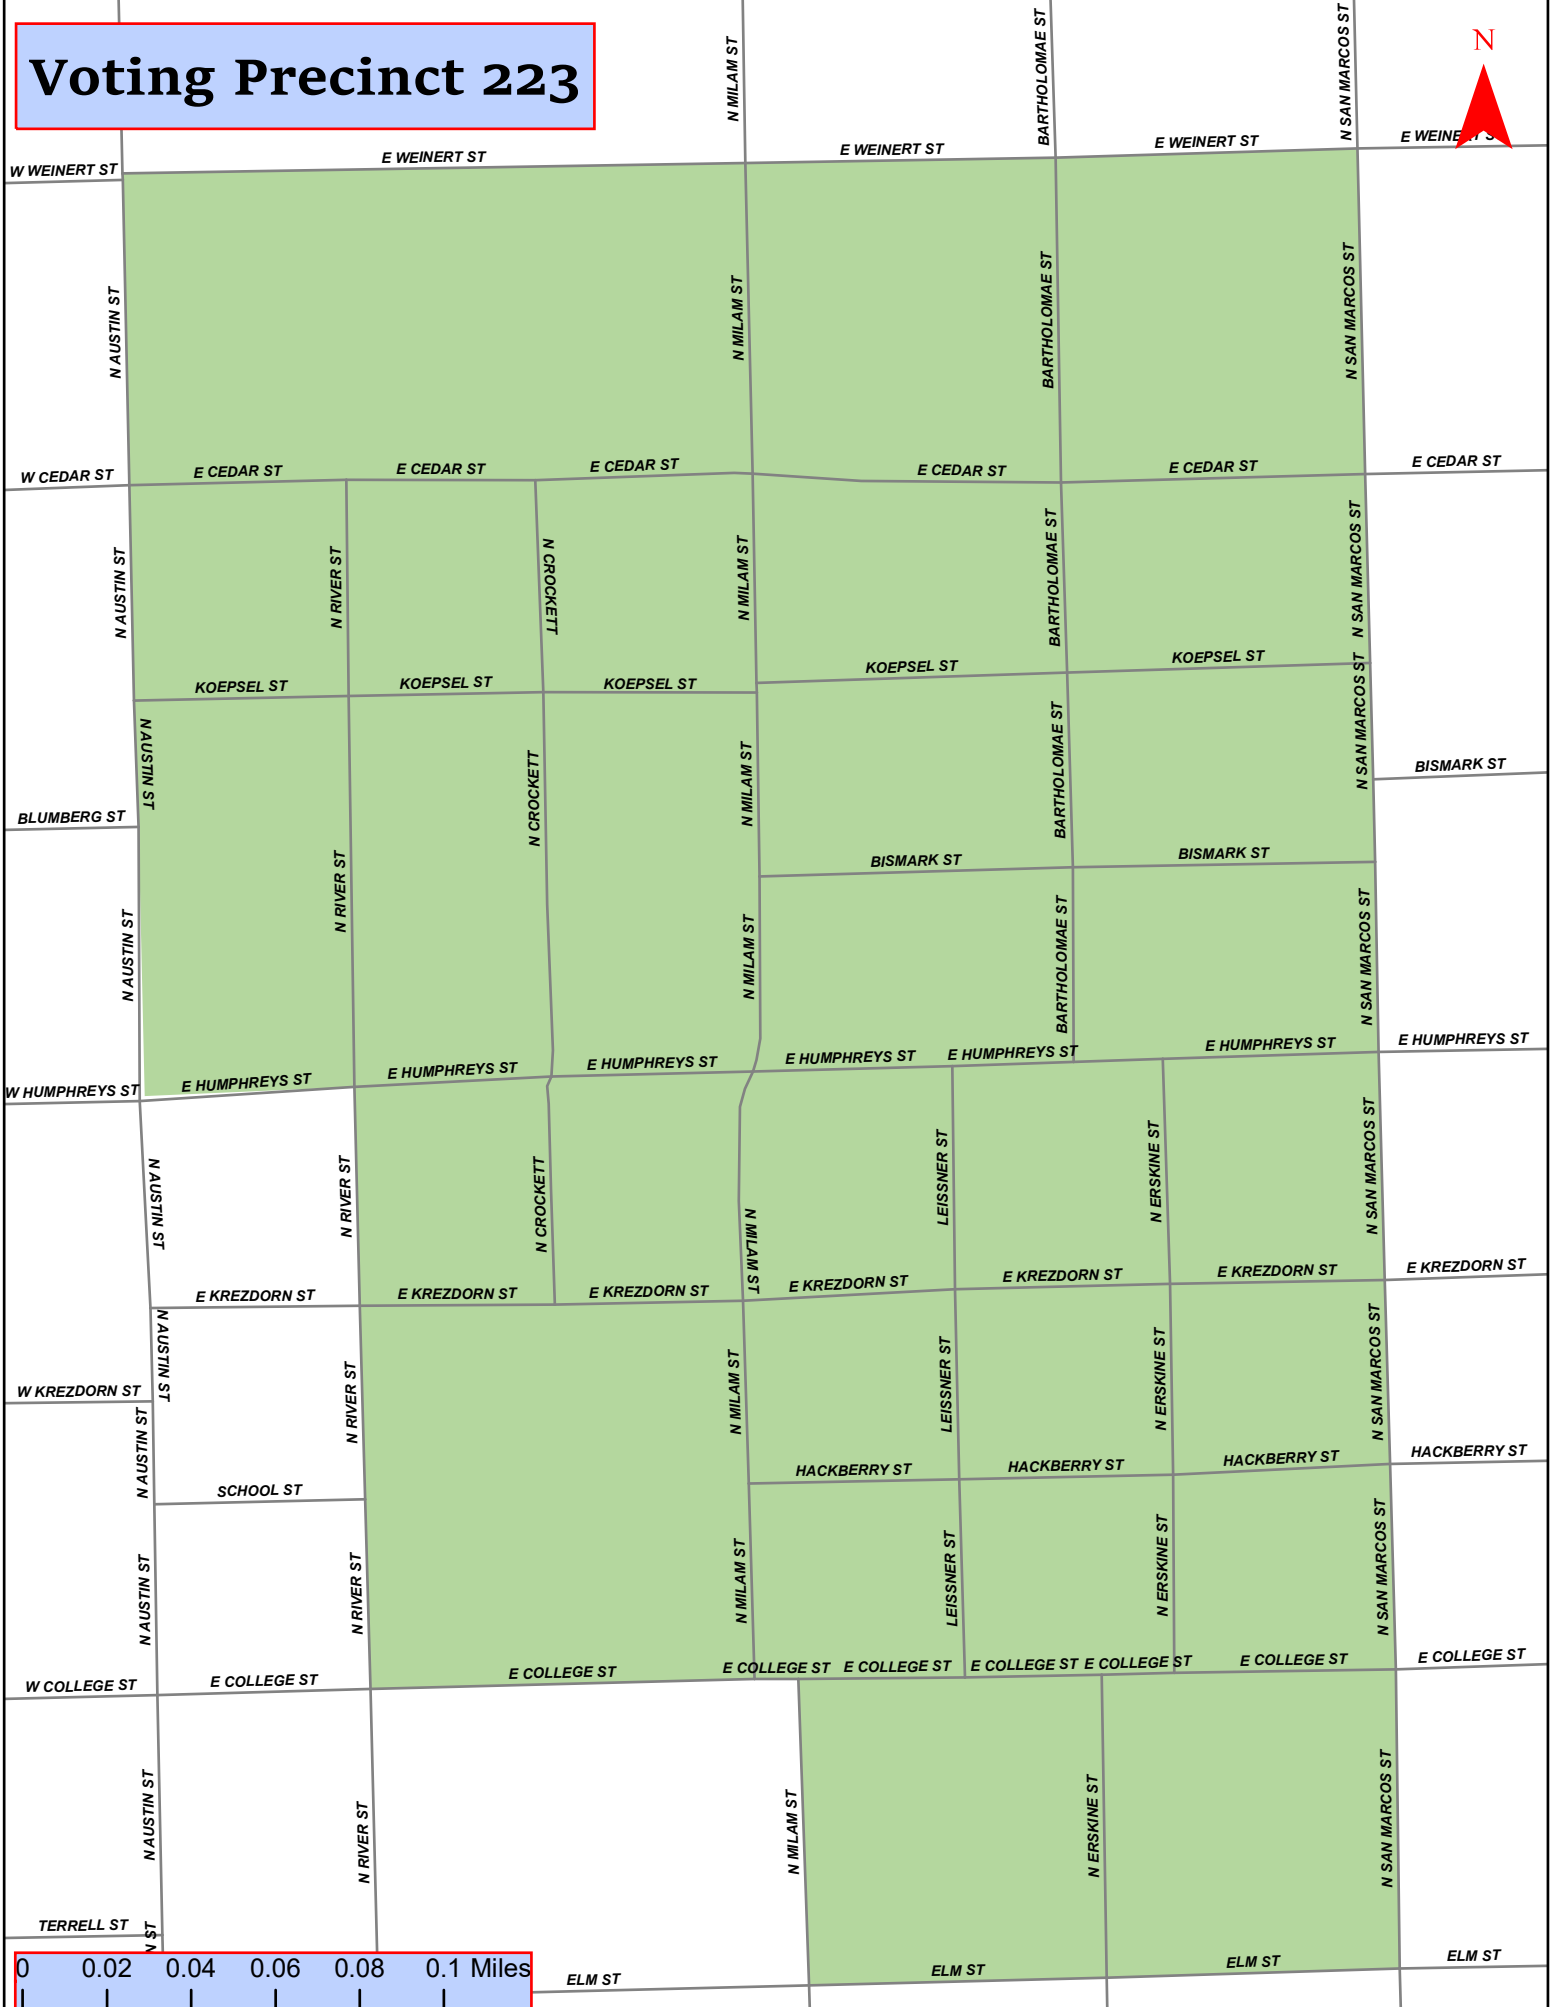 N MILAM ST
BARTHOLOMAE ST
N SAN MARCOS ST
N
Voting Precinct 223
E WEINERT ST
E WEINERT ST
E WEINERT ST
E WEINERT ST
W WEINERT ST
N AUSTIN ST
N MILAM ST
BARTHOLOMAE ST
N SAN MARCOS ST
W CEDAR ST
E CEDAR ST
E CEDAR ST
E CEDAR ST
E CEDAR ST
E CEDAR ST
E CEDAR ST
N AUSTIN ST
N RIVER ST
N CROCKETT
N MILAM ST
BARTHOLOMAE ST
N SAN MARCOS ST
KOEPSEL ST
KOEPSEL ST
KOEPSEL ST
KOEPSEL ST
KOEPSEL ST
N AUSTIN ST
N CROCKETT
N MILAM ST
BARTHOLOMAE ST
N SAN MARCOS ST
BISMARK ST
BLUMBERG ST
BISMARK ST
BISMARK ST
N AUSTIN ST
N RIVER ST
N MILAM ST
BARTHOLOMAE ST
N SAN MARCOS ST
W HUMPHREYS ST
E HUMPHREYS ST
E HUMPHREYS ST
E HUMPHREYS ST
E HUMPHREYS ST
E HUMPHREYS ST
E HUMPHREYS ST
E HUMPHREYS ST
N AUSTIN ST
N RIVER ST
N CROCKETT
N MILAM ST
LEISSNER ST
N ERSKINE ST
N SAN MARCOS ST
E KREZDORN ST
E KREZDORN ST
E KREZDORN ST
E KREZDORN ST
E KREZDORN ST
E KREZDORN ST
E KREZDORN ST
N AUSTIN ST
N RIVER ST
N MILAM ST
LEISSNER ST
N ERSKINE ST
N SAN MARCOS ST
W KREZDORN ST
N AUSTIN ST
SCHOOL ST
HACKBERRY ST
HACKBERRY ST
HACKBERRY ST
HACKBERRY ST
N AUSTIN ST
N RIVER ST
N MILAM ST
LEISSNER ST
N ERSKINE ST
N SAN MARCOS ST
W COLLEGE ST
E COLLEGE ST
E COLLEGE ST
E COLLEGE ST
E COLLEGE ST
E COLLEGE ST
E COLLEGE ST
E COLLEGE ST
E COLLEGE ST
N AUSTIN ST
N RIVER ST
N MILAM ST
N ERSKINE ST
N SAN MARCOS ST
TERRELL ST
N ST
ELM ST
ELM ST
ELM ST
ELM ST
0 0.02 0.04 0.06 0.08 0.1 Miles